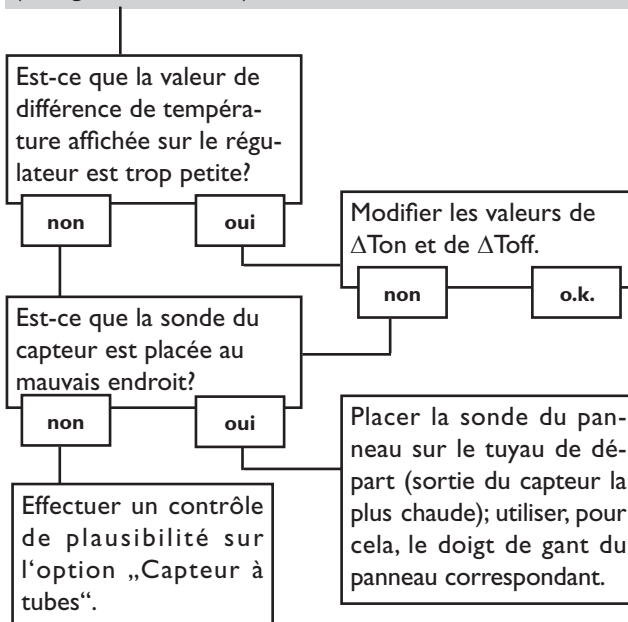 Est-ce que la valeur de
différence de tempéra-
ture affichée sur le régu-
lateur est trop petite?
non
oui
Modifier les valeurs de
∆Ton et de ∆Toff.
non
o.k.
Est-ce que la sonde du
capteur est placée au
mauvais endroit?
non
oui
Placer la sonde du pan-
neau sur le tuyau de dé-
part (sortie du capteur la
plus chaude); utiliser, pour
cela, le doigt de gant du
panneau correspondant.
Effectuer un contrôle
de plausibilité sur
l‘option „Capteur à
tubes“.